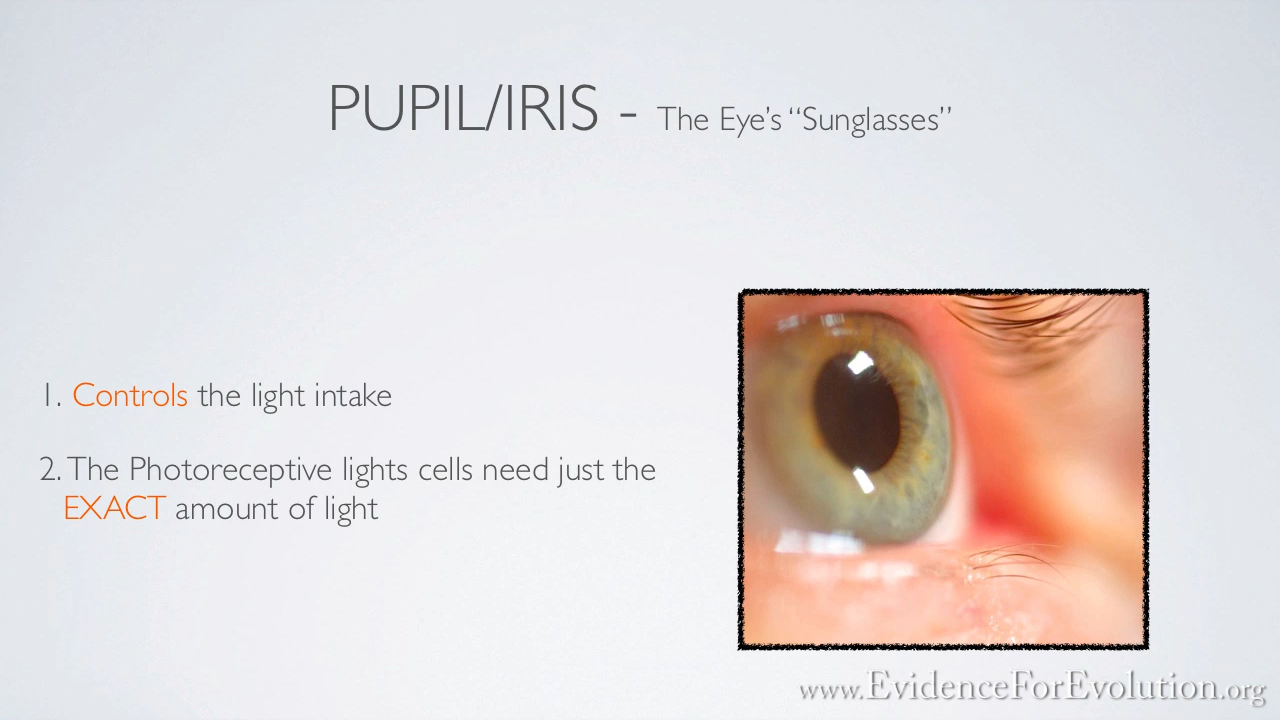 PUPIL/IRIS - The Eye’s “Sunglasses”
1. Controls the light intake
2. The Photoreceptive lights cells need just the
EXACT amount of light
www.EvidenceForEvolution.org